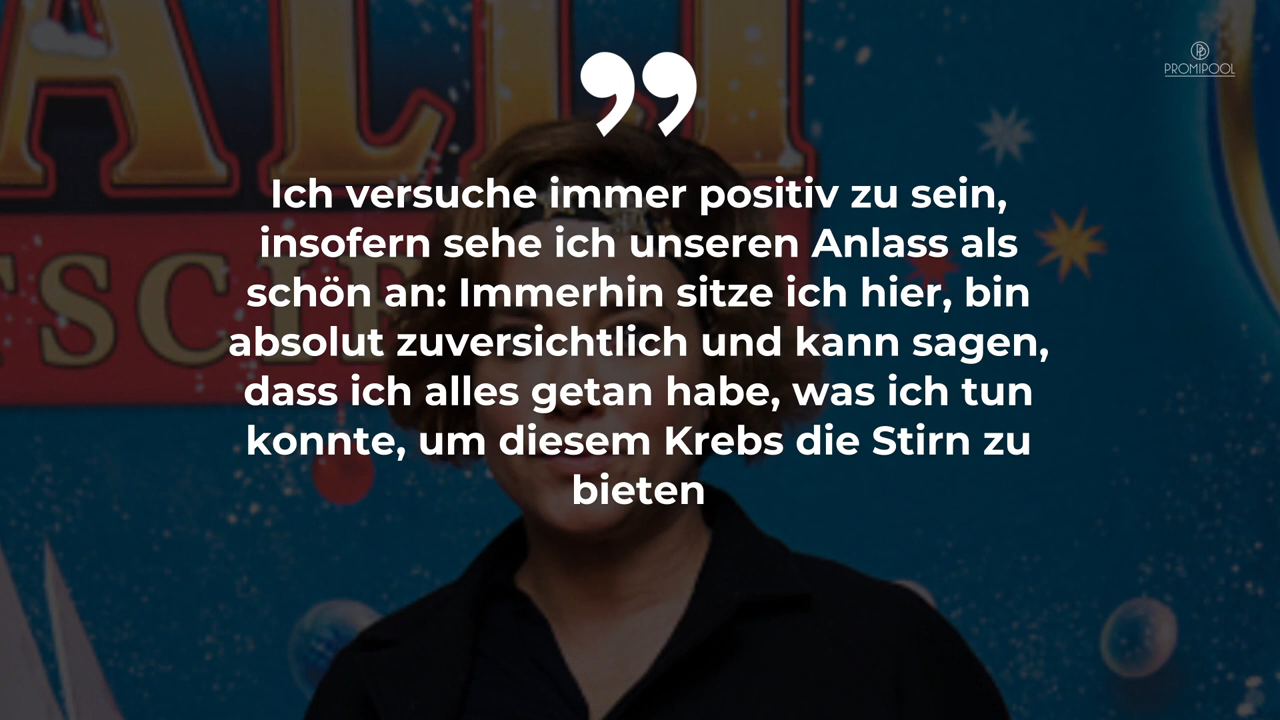 ALLI
TSCH
PROMIPOOL
Ich versuche immer positiv zu sein,
insofern sehe ich unseren Anlass als
schön an: Immerhin sitze ich hier, bin
absolut zuversichtlich und kann sagen,
dass ich alles getan habe, was ich tun
konnte, um diesem Krebs die Stirn zu
bieten